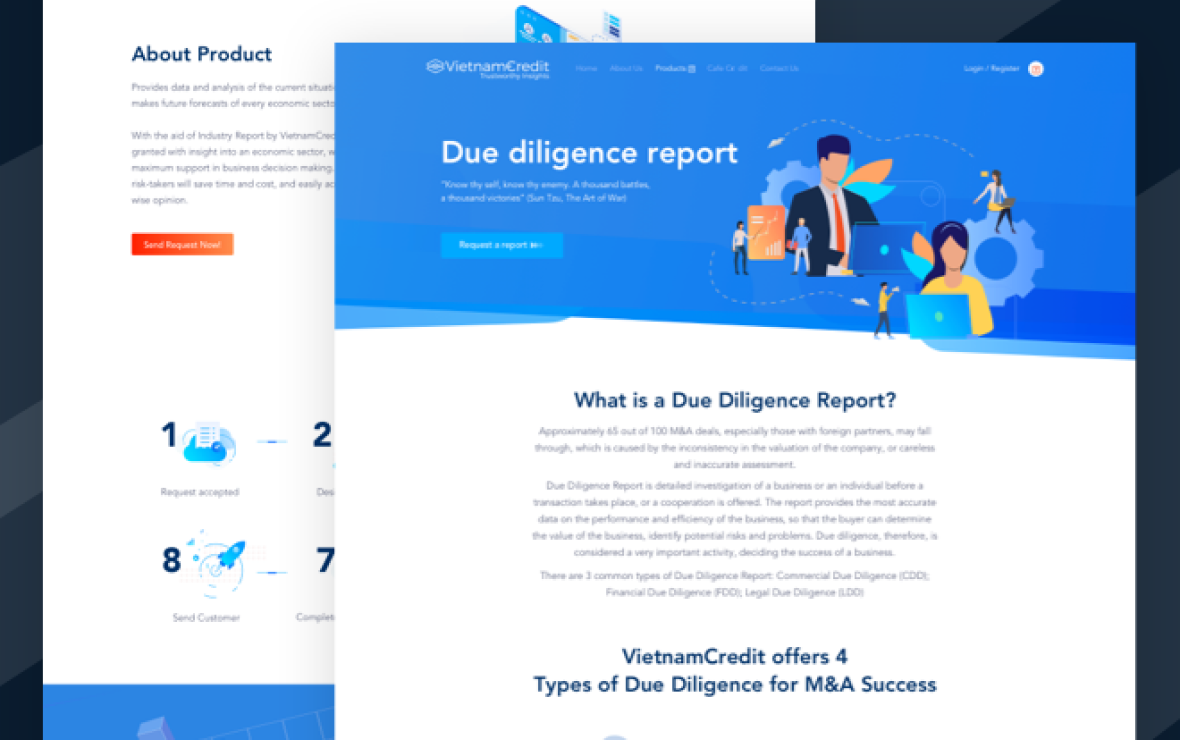 About Product
Provides data and analysis of the current situati
makes future forecasts of every economic secto
With the aid of Industry Report by VietnamCred
granted with insight into an economic sector, w
maximum support in business decision making.
risk-takers will save time and cost, and easily ac
wise opinion.
Send Request Now!
1
2
Request accepted
Desi
8
7
Send Customer
Complet
VietnamCredit
Trustworthy Insights
Home About Us Products Contact Us
Login / Register
Due diligence report
"Know thy self, know thy enemy. A thousand battles,
a thousand victories" (Sun Tzu, The Art of War)
Request a report
What is a Due Diligence Report?
Approximately 65 out of 100 M&A deals, especially those with foreign partners, may fall
through, which is caused by the inconsistency in the valuation of the company, or careless
and inaccurate assessment.
Due Diligence Report is detailed investigation of a business or an individual before a
transaction takes place, or a cooperation is offered. The report provides the most accurate
data on the performance and efficiency of the business, so that the buyer can determine
the value of the business, identify potential risks and problems. Due diligence, therefore, is
considered a very important activity, deciding the success of a business.
There are 3 common types of Due Diligence Report: Commercial Due Diligence (CDD);
Financial Due Diligence (FDD); Legal Due Diligence (LDD)
VietnamCredit offers 4
Types of Due Diligence for M&A Success